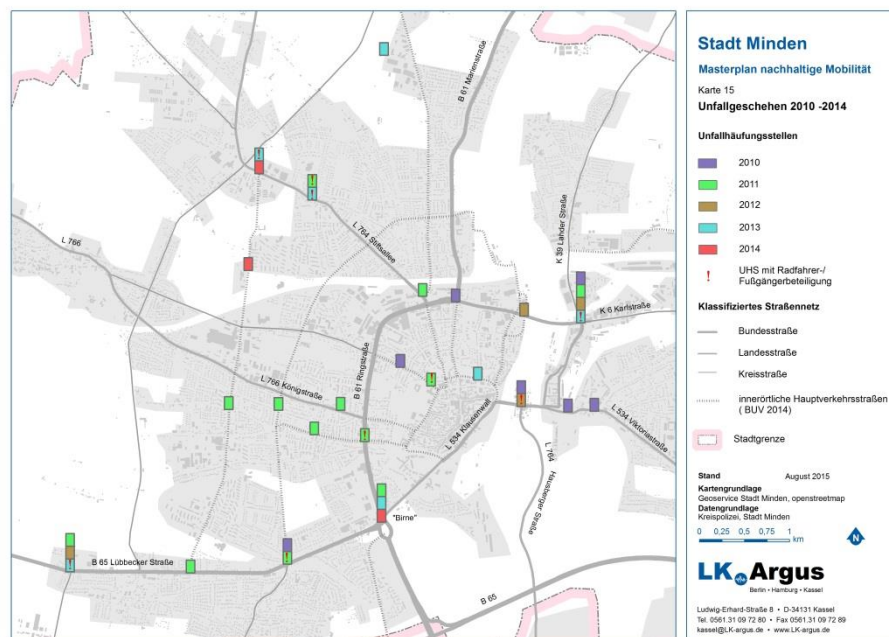 B 61 Marienstraße
L 764 Stiftsallee
L 766
K 39 Lahder Straße
K 6 Karlstraße
B 61 Ringstraße
L 766 Königstraße
L 534 Klausenwall
L 534 Viktoriastraße
L 764
Hausberger Straße
"Birne"
B 65 Lübbecker Straße
B 65
Stadt Minden
Masterplan nachhaltige Mobilität
Karte 15
Unfallgeschehen 2010 -2014
Unfallhäufungsstellen
2010
2011
2012
2013
2014
! UHS mit Radfahrer-/
Fußgängerbeteiligung
Klassifiziertes Straßennetz
Bundesstraße
Landesstraße
Kreisstraße
innerörtliche Hauptverkehrsstraßen
( BUV 2014)
Stadtgrenze
Stand August 2015
Kartengrundlage
Geoservice Stadt Minden, openstreetmap
Datengrundlage
Kreispolizei, Stadt Minden
0 0,25 0,5 0,75 1
km
N
LK Argus
Berlin • Hamburg • Kassel
Ludwig-Erhard-Straße 8 • D-34131 Kassel
Tel. 0561.31 09 72 80 • Fax 0561.31 09 72 89
kassel@LK-argus.de • www.LK-argus.de